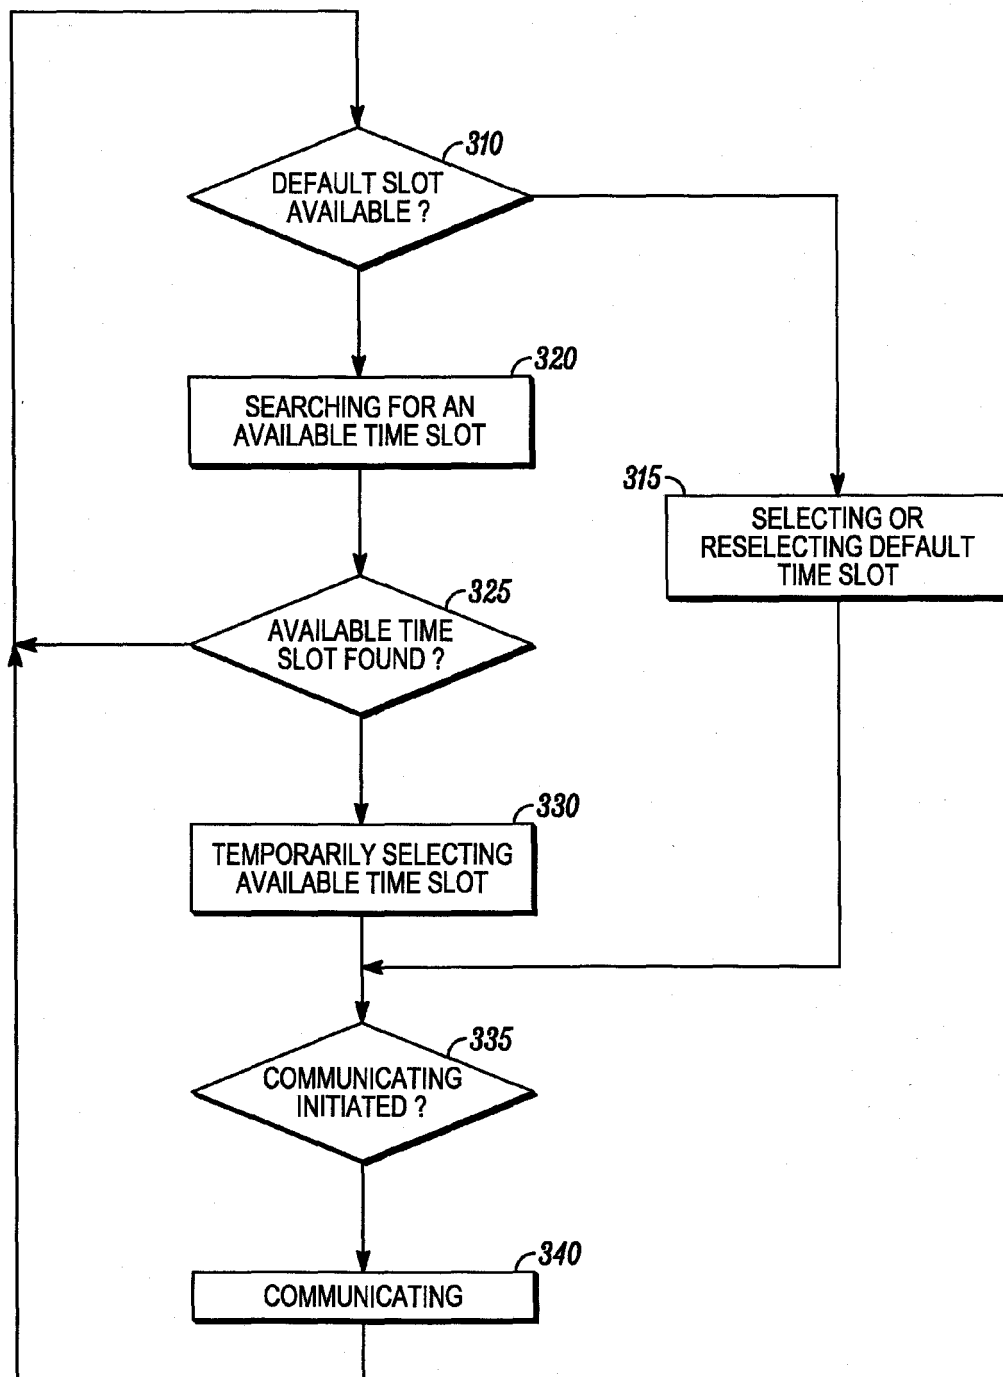 310
DEFAULT SLOT
AVAILABLE ?
320
SEARCHING FOR AN
AVAILABLE TIME SLOT
315
SELECTING OR
RESELECTING DEFAULT
TIME SLOT
325
AVAILABLE TIME
SLOT FOUND ?
330
TEMPORARILY SELECTING
AVAILABLE TIME SLOT
335
COMMUNICATING
INITIATED ?
340
COMMUNICATING